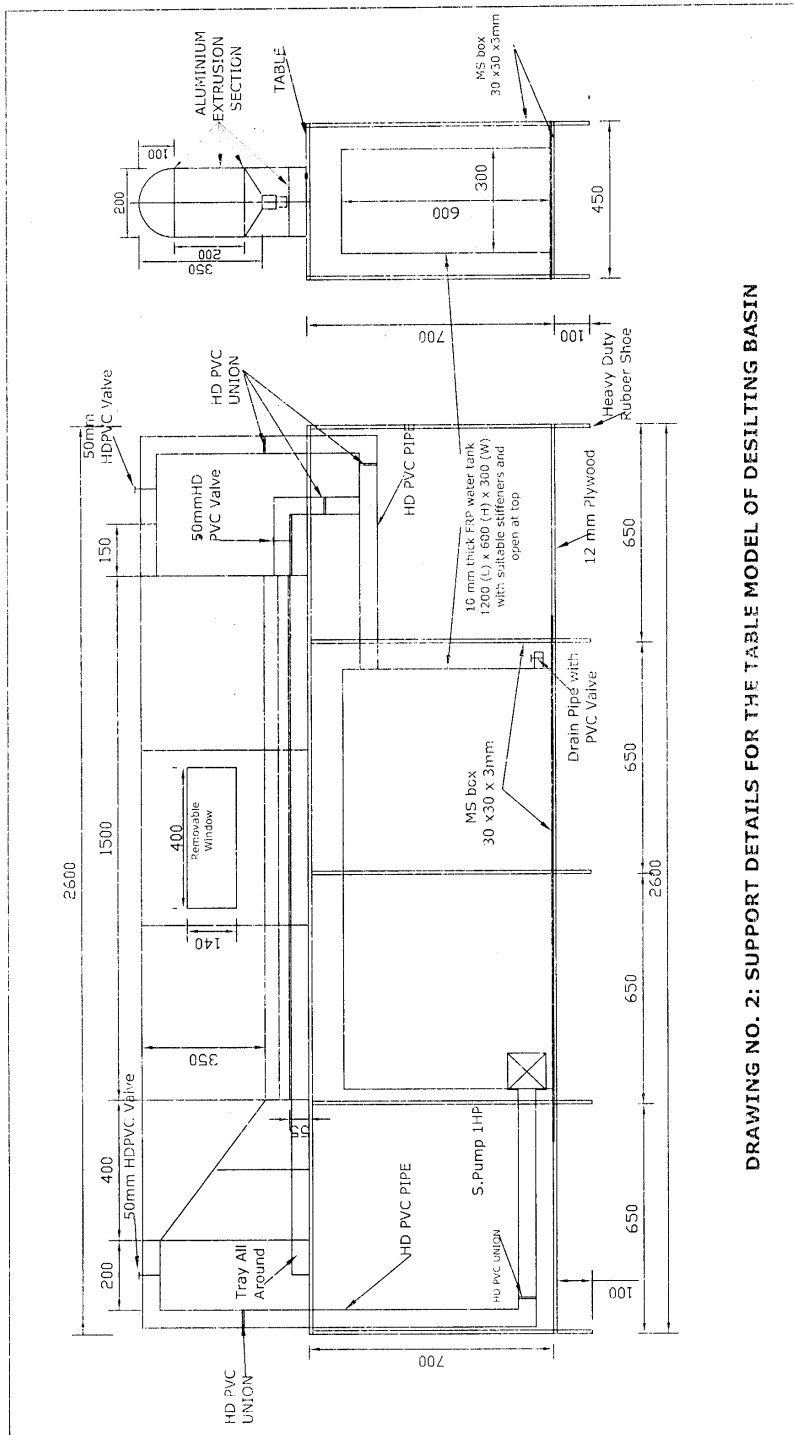 2600
200
400
1500
150
50mm HDPVC Valve
50mm
HDPVC Valve
50mmHD
PVC Valve
HD PVC
UNION
350
140
400
Removable
Window
Tray All
Around
HD PVC
UNION
HD PVC PIPE
HD PVC UNION
S.Pump 1HP
MS box
30 x30 x 3mm
Drain Pipe with
PVC Valve
HD PVC PIPE
10 mm thick FRP water tank
1200 (L) x 600 (H) x 300 (W)
with suitable stiffeners and
open at top
12 mm Plywood
Heavy Duty
Rubber Shoe
700
100
650
650
650
650
2600
200
100
350
200
ALUMINIUM
EXTRUSION
SECTION
TABLE
MS box
30 x30 x3mm
700
100
600
300
450
DRAWING NO. 2: SUPPORT DETAILS FOR THE TABLE MODEL OF DESILTING BASIN